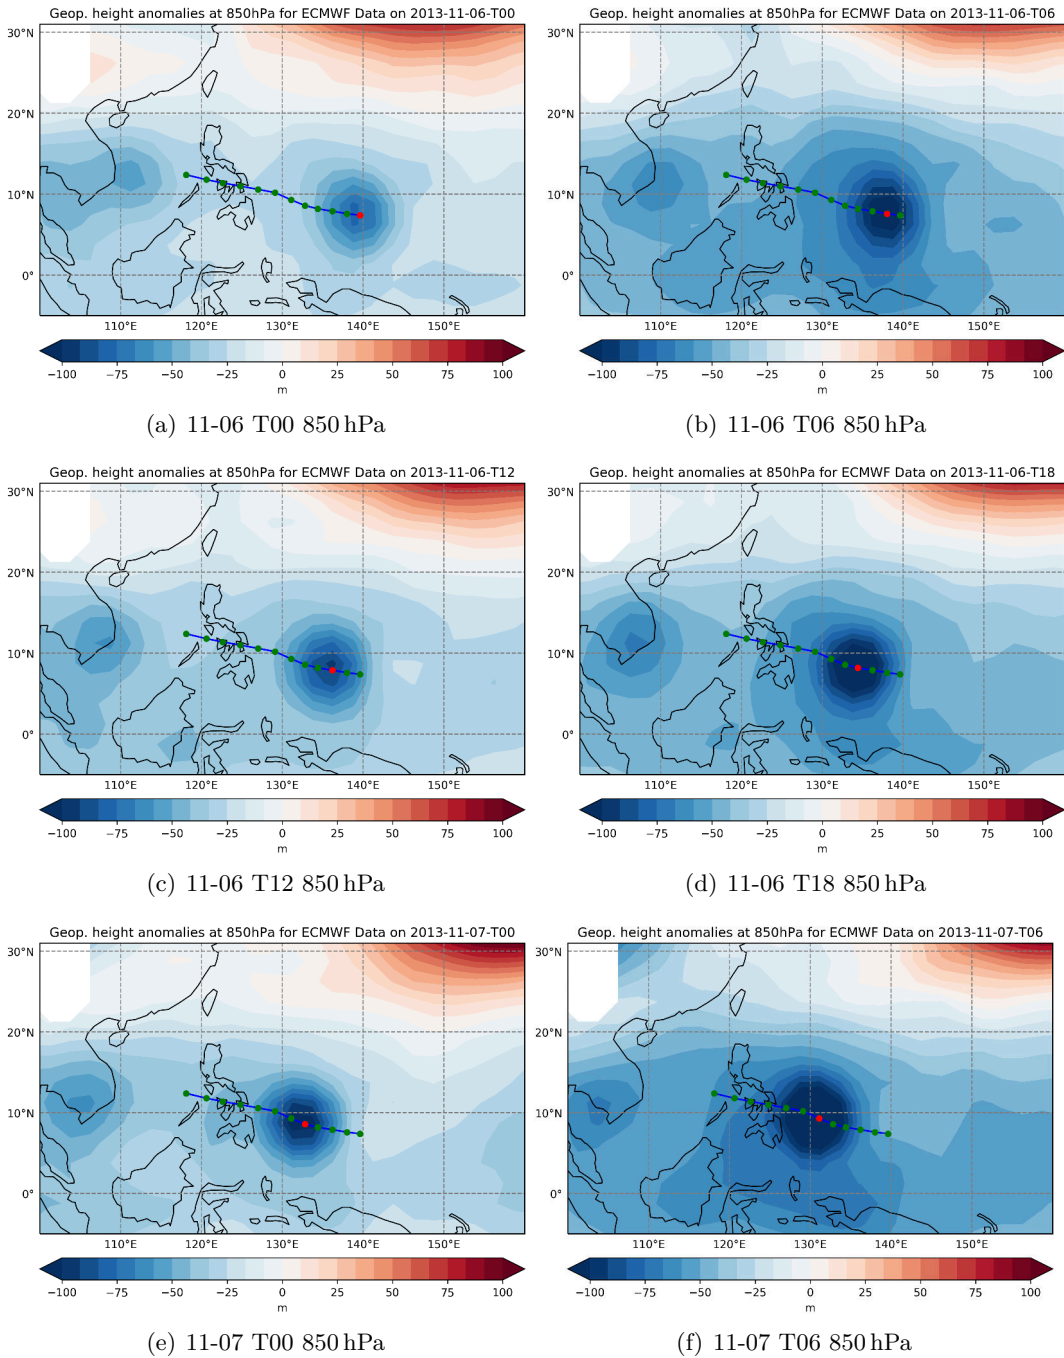 Geop. height anomalies at 850hPa for ECMWF Data on 2013-11-06-T00
30°N
20°N
10°N
0°
110°E 120°E 130°E 140°E 150°E
−100 −75 −50 −25 0 25 50 75 100
m
(a) 11-06 T00 850 hPa
Geop. height anomalies at 850hPa for ECMWF Data on 2013-11-06-T06
30°N
20°N
10°N
0°
110°E 120°E 130°E 140°E 150°E
−100 −75 −50 −25 0 25 50 75 100
m
(b) 11-06 T06 850 hPa
Geop. height anomalies at 850hPa for ECMWF Data on 2013-11-06-T12
30°N
20°N
10°N
0°
110°E 120°E 130°E 140°E 150°E
−100 −75 −50 −25 0 25 50 75 100
m
(c) 11-06 T12 850 hPa
Geop. height anomalies at 850hPa for ECMWF Data on 2013-11-06-T18
30°N
20°N
10°N
0°
110°E 120°E 130°E 140°E 150°E
−100 −75 −50 −25 0 25 50 75 100
m
(d) 11-06 T18 850 hPa
Geop. height anomalies at 850hPa for ECMWF Data on 2013-11-07-T00
30°N
20°N
10°N
0°
110°E 120°E 130°E 140°E 150°E
−100 −75 −50 −25 0 25 50 75 100
m
(e) 11-07 T00 850 hPa
Geop. height anomalies at 850hPa for ECMWF Data on 2013-11-07-T06
30°N
20°N
10°N
0°
110°E 120°E 130°E 140°E 150°E
−100 −75 −50 −25 0 25 50 75 100
m
(f) 11-07 T06 850 hPa